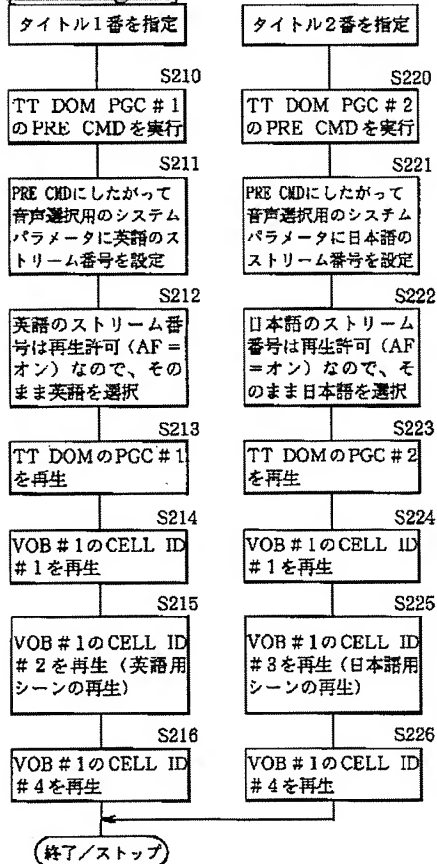 タイトル1番を指定
S210
TT DOM PGC#1
のPRE CMDを実行
S211
PRE CMDにしたがって
音声選択用のシステム
パラメータに英語のス
トリーム番号を設定
S212
英語のストリーム番
号は再生許可(AF=
オン)なので、その
まま英語を選択
S213
TT DOMのPGC#1
を再生
S214
VOB#1のCELL ID
#1を再生
S215
VOB#1のCELL ID
#2を再生(英語用
シーンの再生)
S216
VOB#1のCELL ID
#4を再生
タイトル2番を指定
S220
TT DOM PGC#2
のPRE CMDを実行
S221
PRE CMDにしたがって
音声選択用のシステム
パラメータに日本語の
ストリーム番号を設定
S222
日本語のストリーム
番号は再生許可(AF
=オン)なので、そ
のまま日本語を選択
S223
TT DOMのPGC#2
を再生
S224
VOB#1のCELL ID
#1を再生
S225
VOB#1のCELL ID
#3を再生(日本語用
シーンの再生)
S226
VOB#1のCELL ID
#4を再生
終了/ストップ